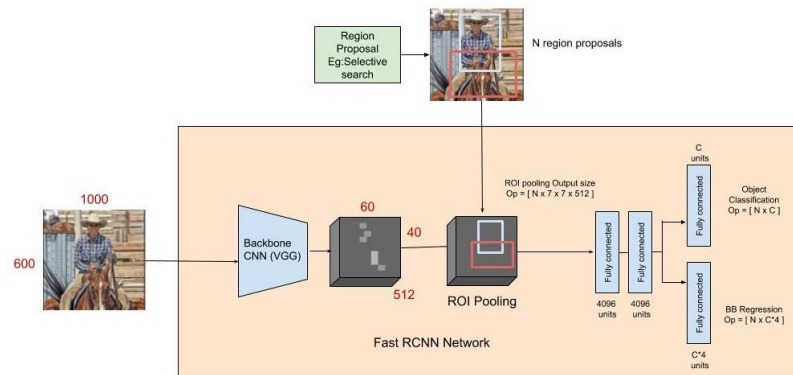 Region
Proposal
Eg:Selective
search
N region proposals
1000
600
Backbone
CNN (VGG)
60
40
512
ROI Pooling
ROI pooling Output size
Op = [ N x 7 x 7 x 512 ]
Fully connected
4096
units
Fully connected
4096
units
C
units
Fully connected
Object
Classification
Op = [ N x C ]
Fully connected
C*4
units
BB Regression
Op = [ N x C*4 ]
Fast RCNN Network